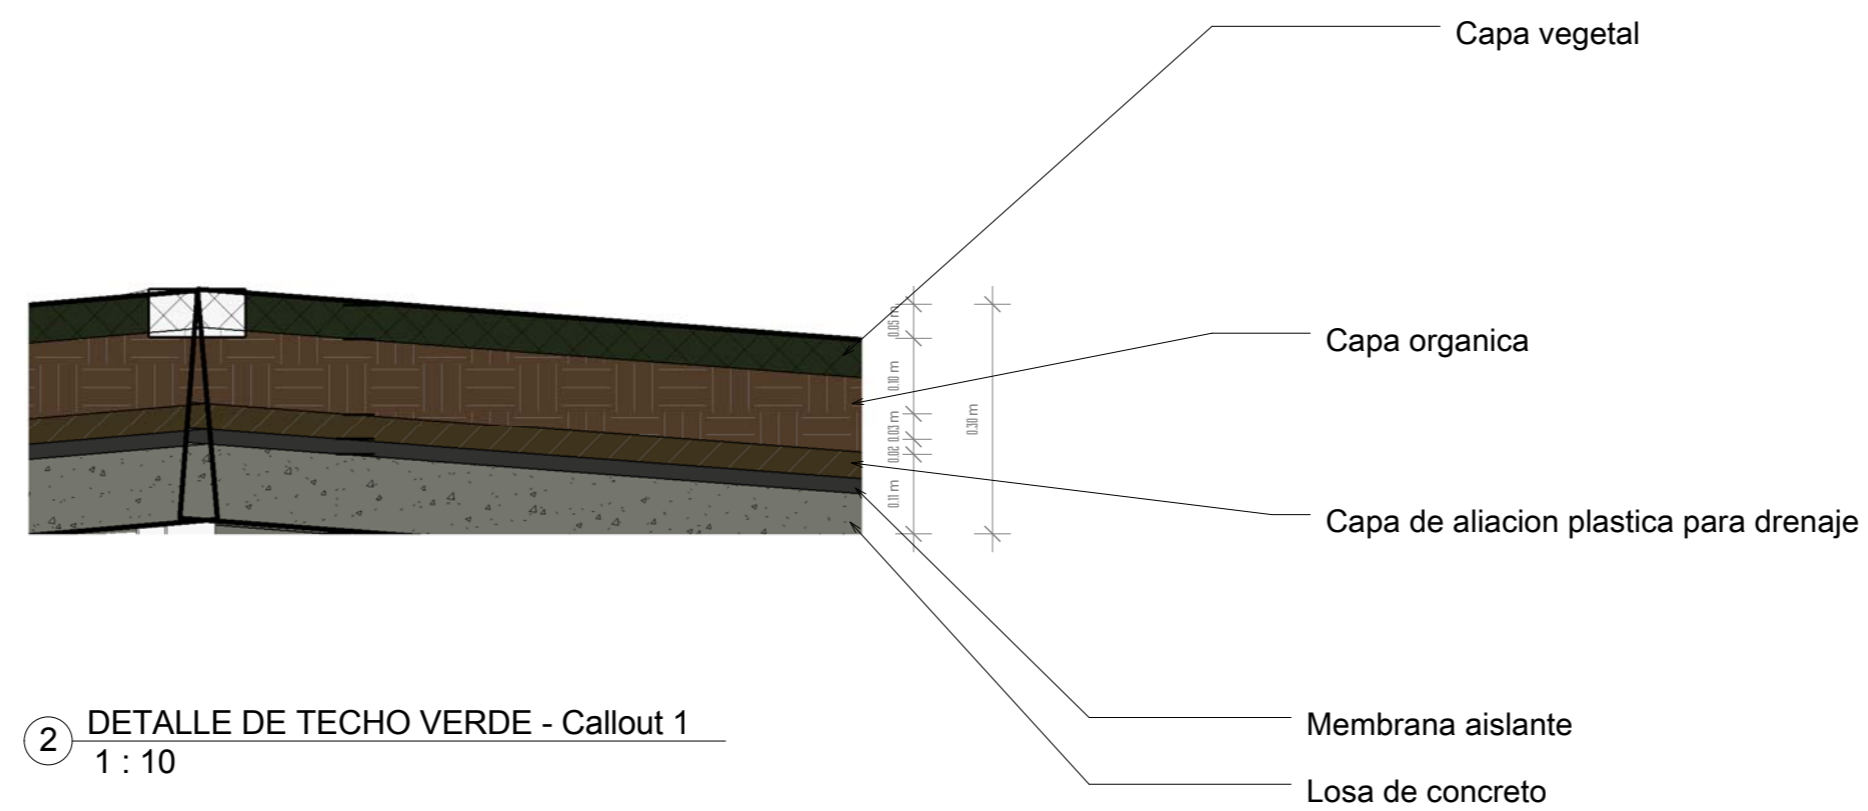 Capa vegetal
0.05 m
Capa organica
0.10 m
0.03 m
0.30 m
0.02
0.11 m
Capa de aliacion plastica para drenaje
Membrana aislante
Losa de concreto
2
DETALLE DE TECHO VERDE - Callout 1
1 : 10